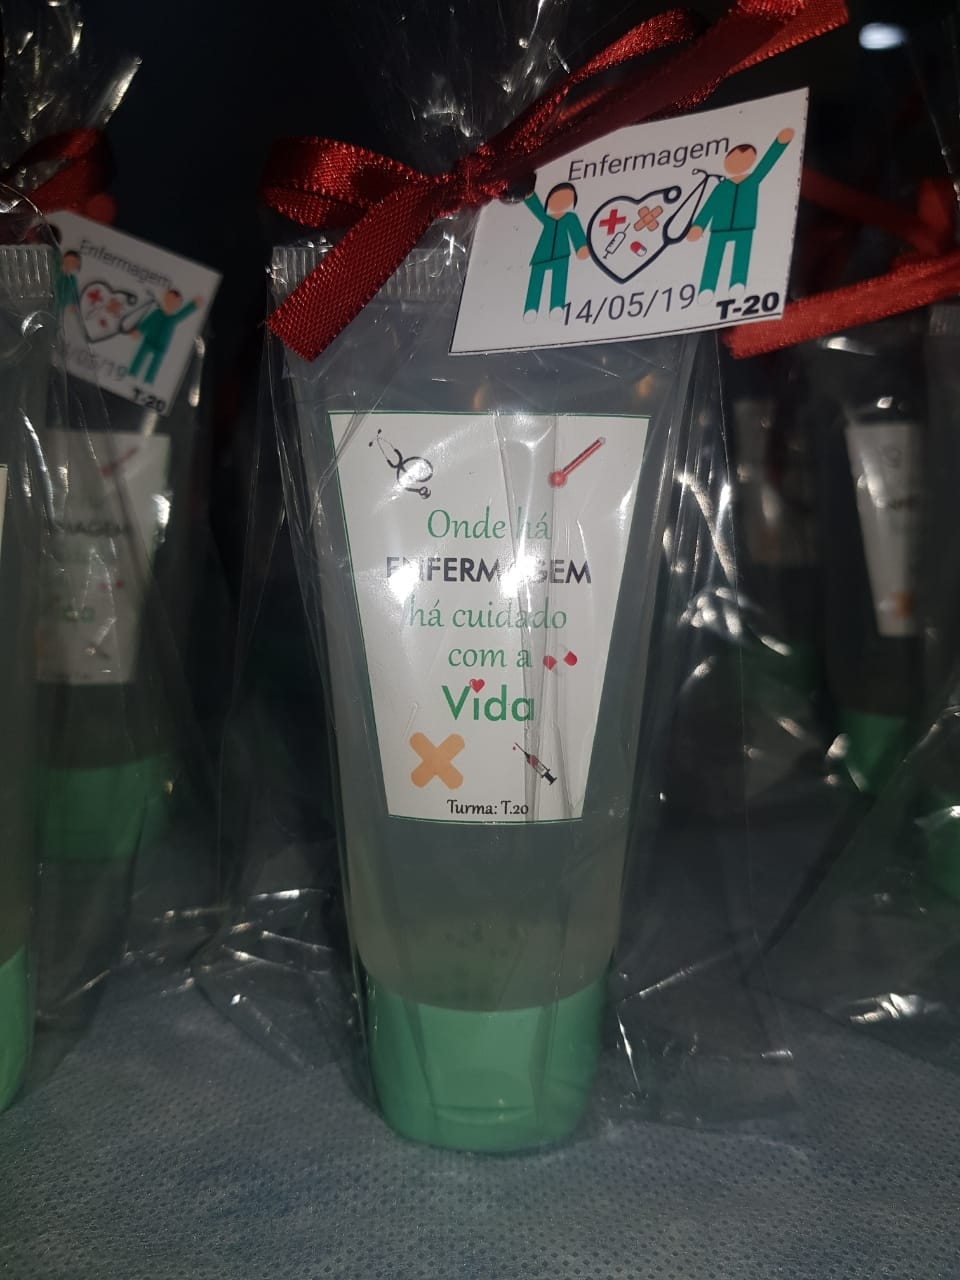 Enfermagem
14/05/19 T-20
Onde há
ENFERMAGEM
há cuidado
com a
Vida
Turma: T.20
Enfermagem
T-20